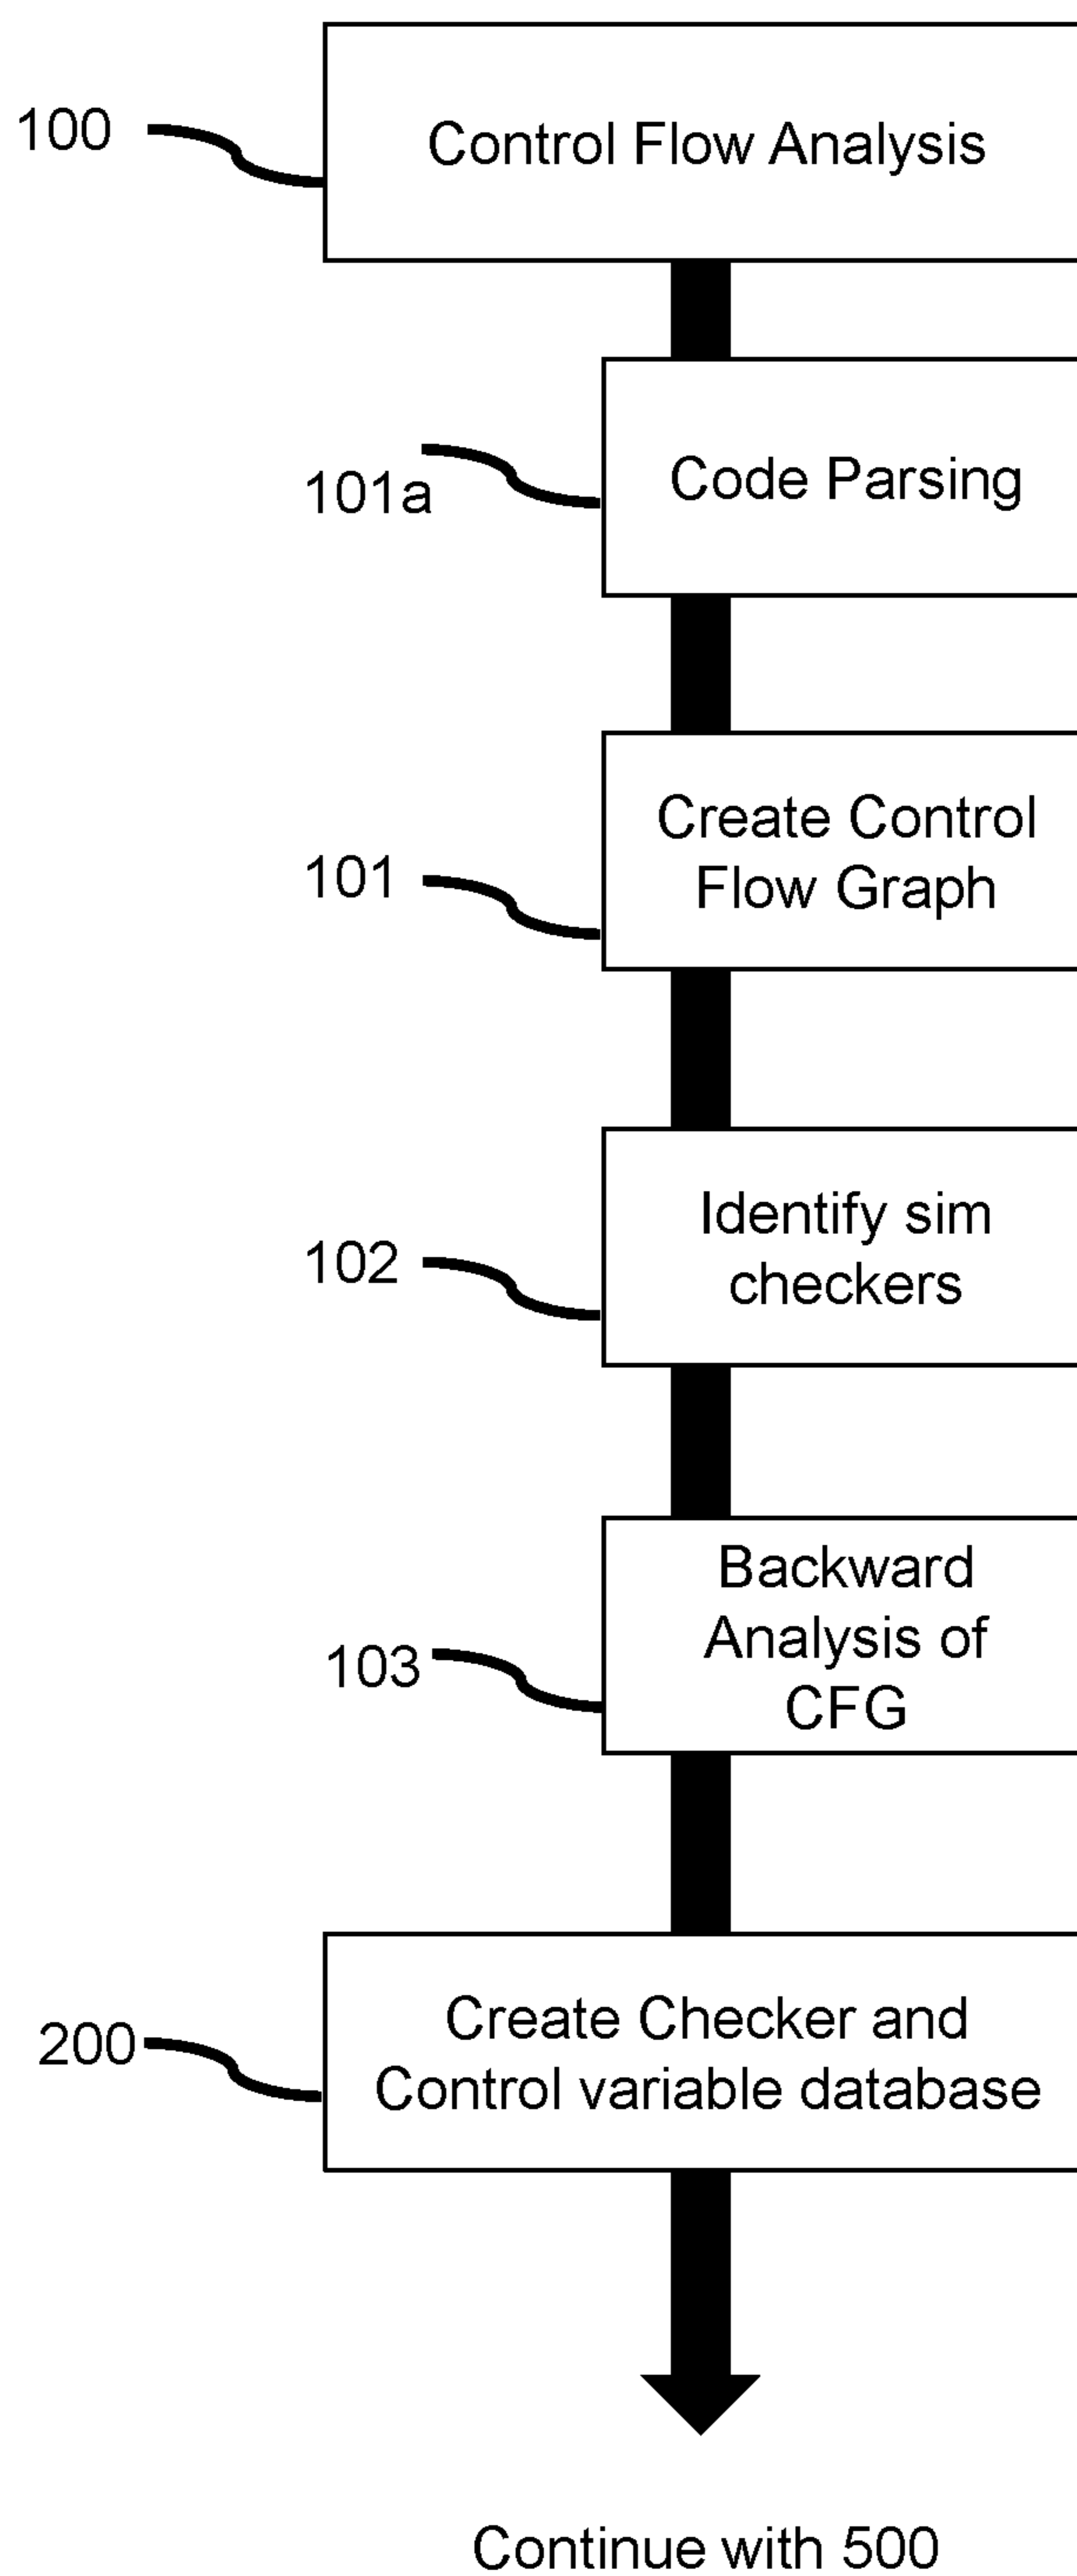 100
Control Flow Analysis
101a
Code Parsing
101
Create Control
Flow Graph
102
Identify sim
checkers
103
Backward
Analysis of
CFG
200
Create Checker and
Control variable database
Continue with 500